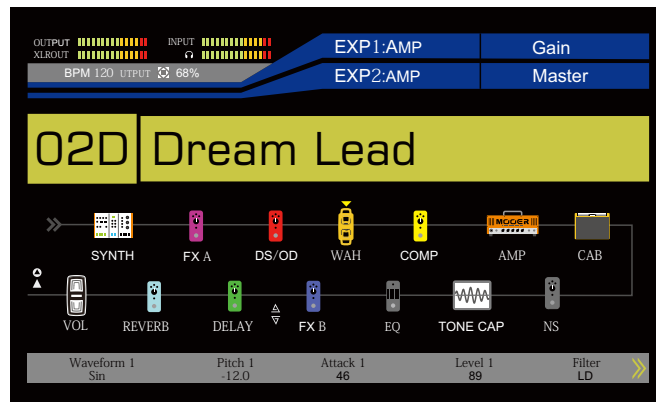 OUTPUT INPUT EXP1:AMP Gain
XLROUT
BPM 120 UTPUT 68% EXP2:AMP Master
02D Dream Lead
MOOER
SYNTH FX A DS/OD WAH COMP AMP CAB
VOL REVERB DELAY FX B EQ TONE CAP NS
Waveform 1 Pitch 1 Attack 1 Level 1 Filter
Sin -12.0 46 89 LD